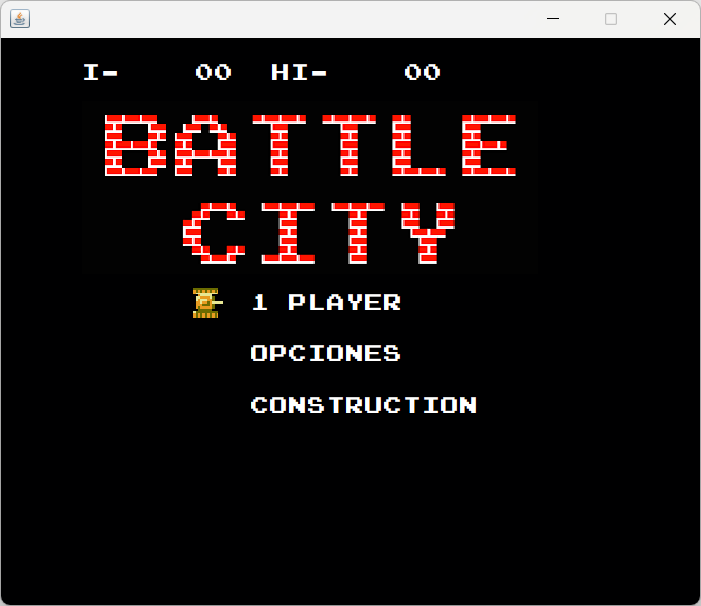 I- 00 HI- 00
BATTLE
CITY
1 PLAYER
OPCIONES
CONSTRUCTION